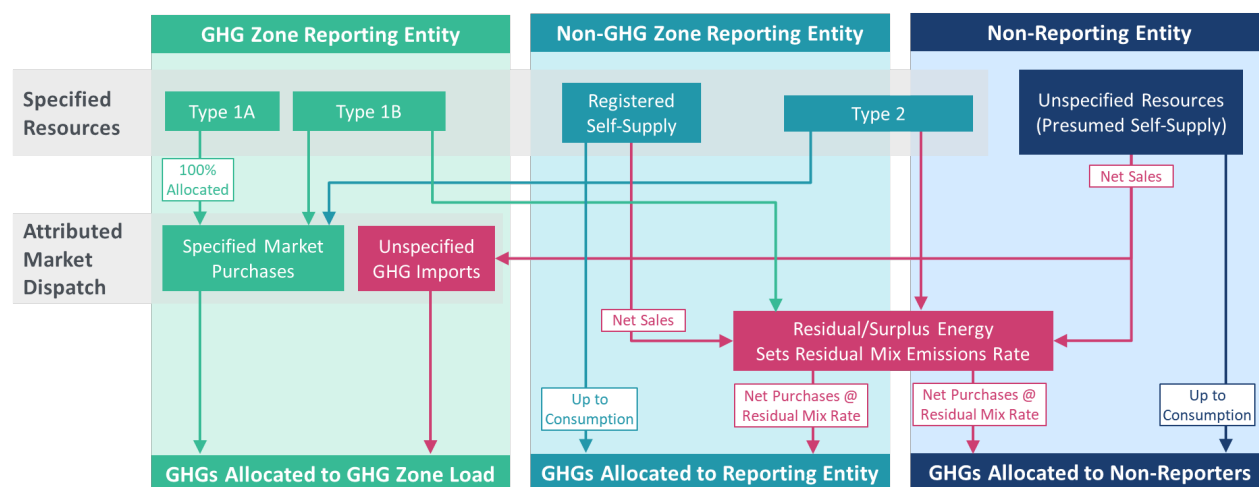 GHG Zone Reporting Entity
Non-GHG Zone Reporting Entity
Non-Reporting Entity
Specified
Resources
Type 1A
Type 1B
Registered
Self-Supply
Type 2
Unspecified Resources
(Presumed Self-Supply)
100%
Allocated
Net Sales
Attributed
Market
Dispatch
Specified Market
Purchases
Unspecified
GHG Imports
Net Sales
Residual/Surplus Energy
Sets Residual Mix Emissions Rate
Up to
Consumption
Net Purchases @
Residual Mix Rate
Net Purchases @
Residual Mix Rate
Up to
Consumption
GHGs Allocated to GHG Zone Load
GHGs Allocated to Reporting Entity
GHGs Allocated to Non-Reporters